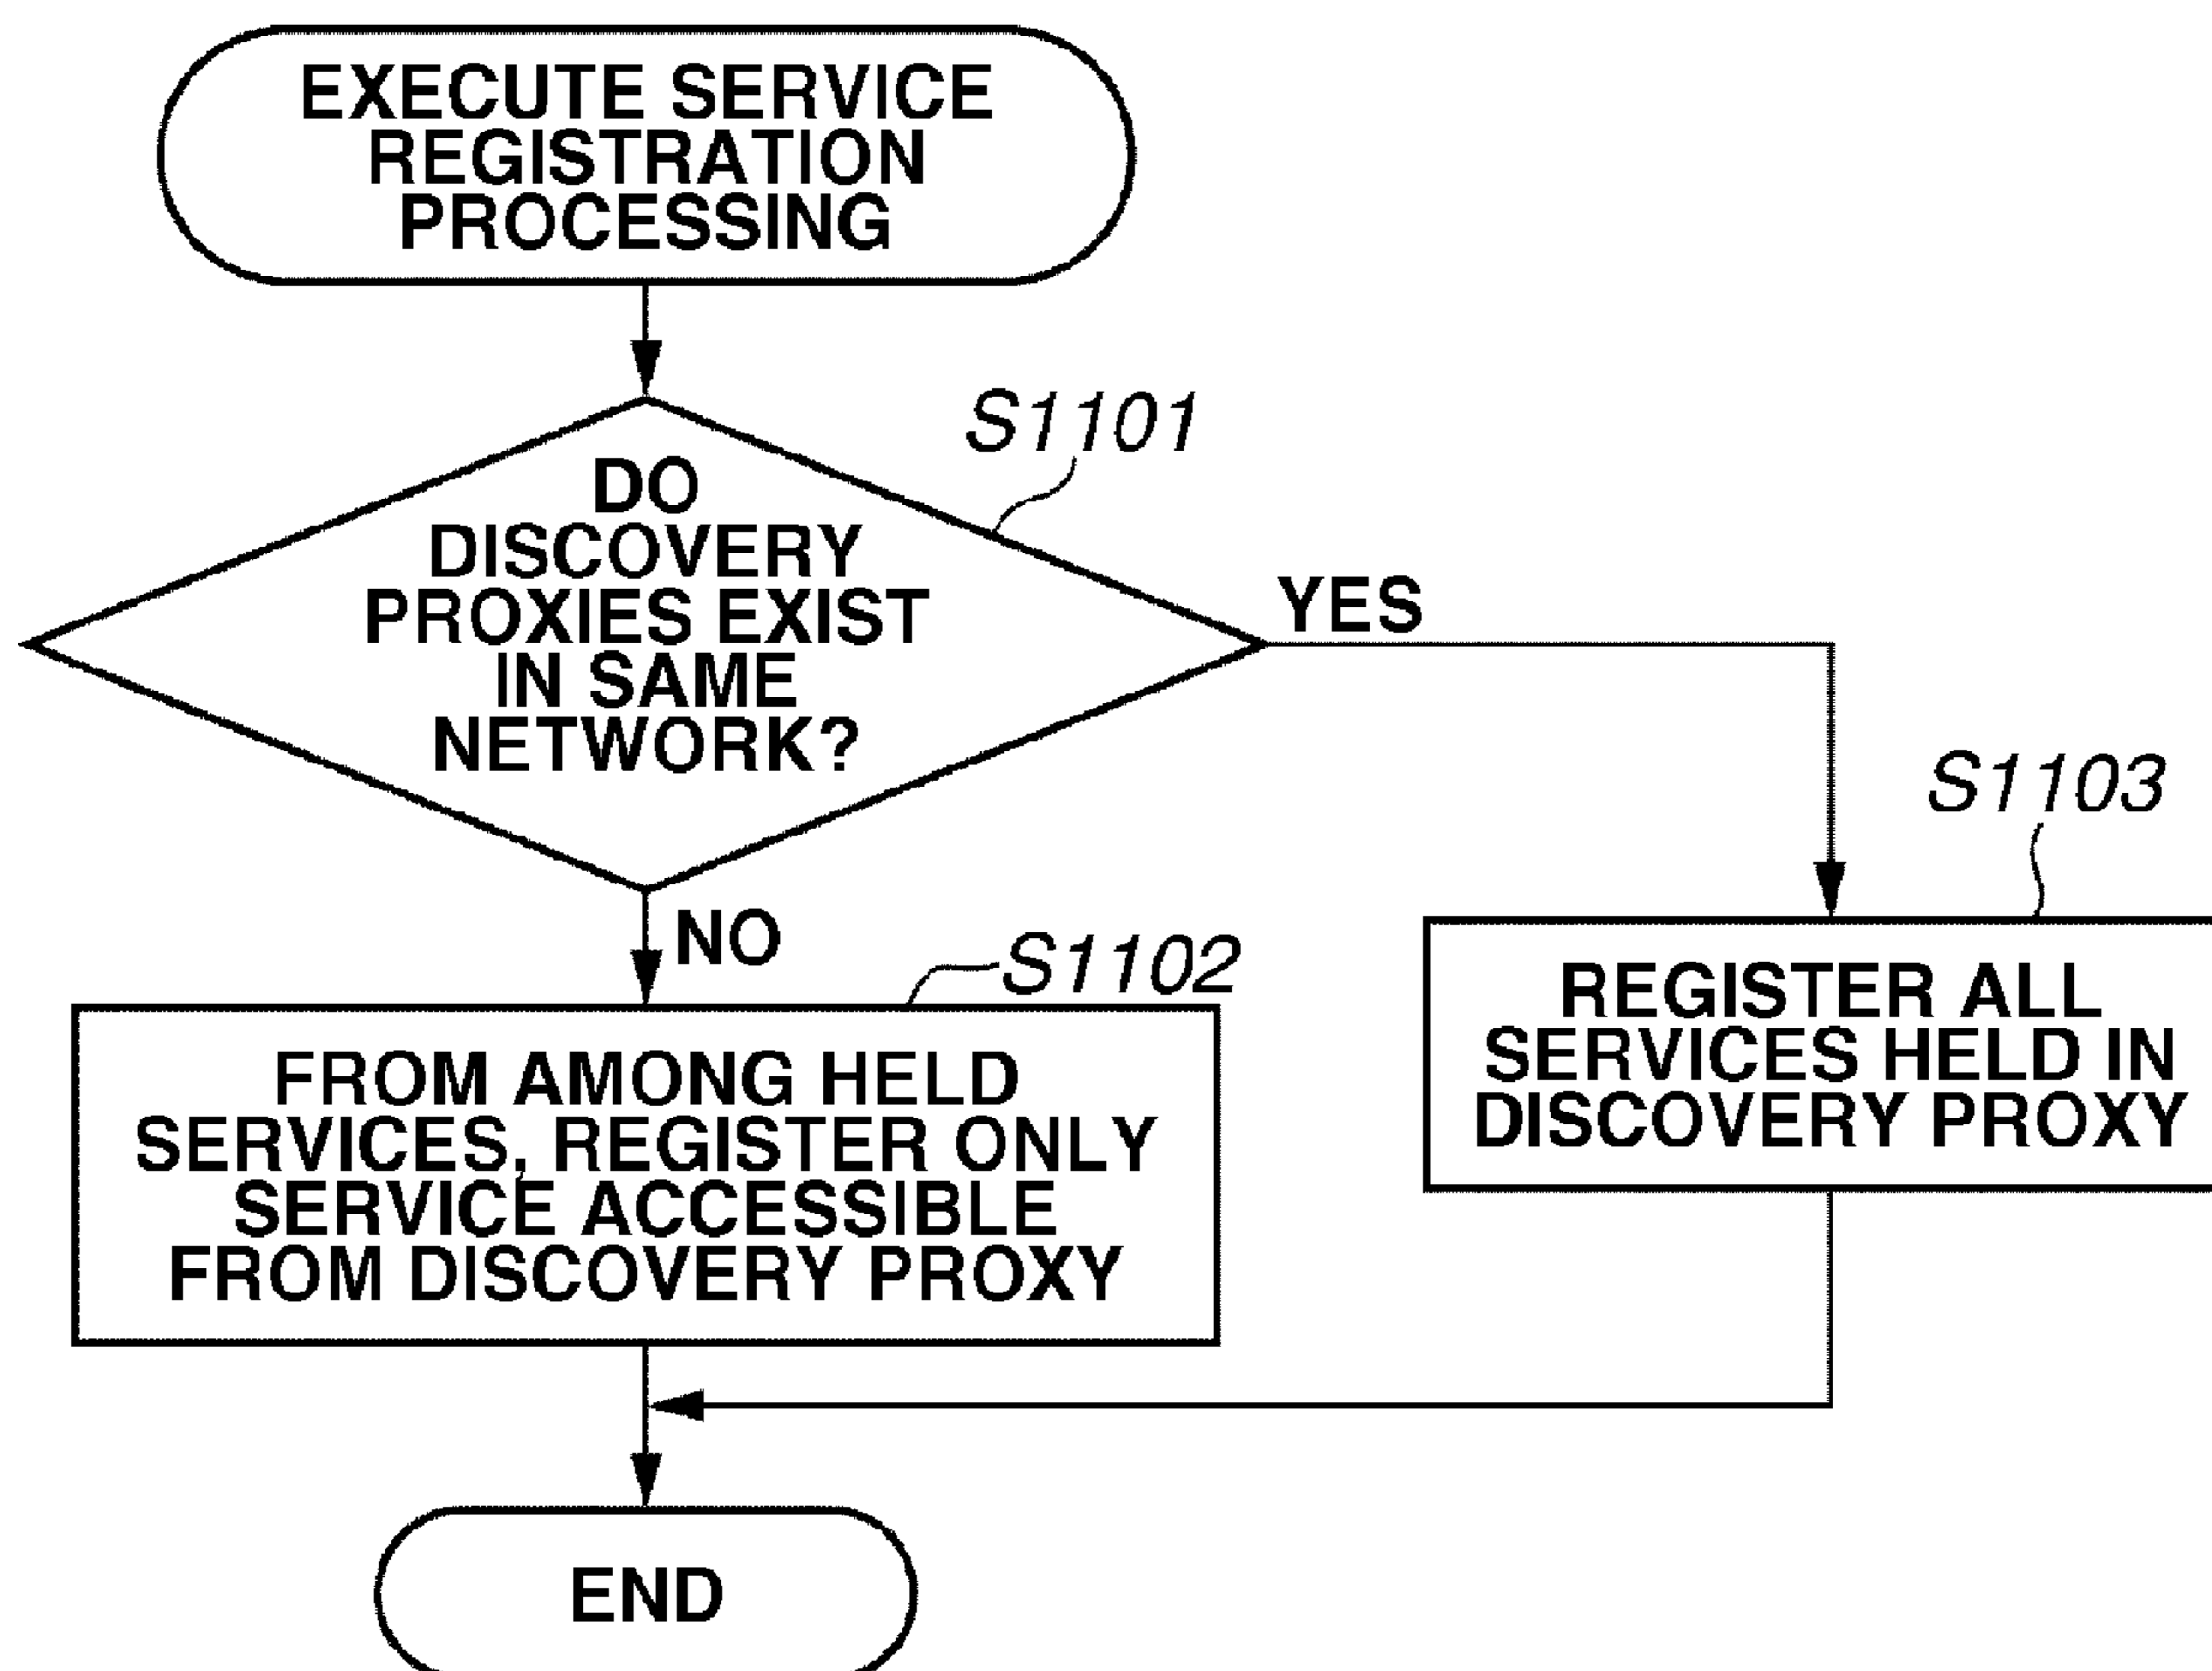 EXECUTE SERVICE
REGISTRATION
PROCESSING
S1101
DO
DISCOVERY
PROXIES EXIST
IN SAME
NETWORK?
YES
NO
S1102
FROM AMONG HELD
SERVICES, REGISTER ONLY
SERVICE ACCESSIBLE
FROM DISCOVERY PROXY
S1103
REGISTER ALL
SERVICES HELD IN
DISCOVERY PROXY
END